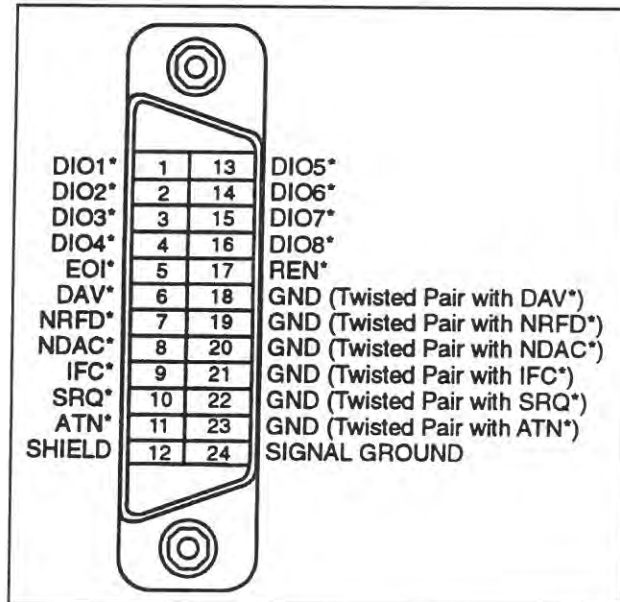 DIO1* 1 13 DIO5*
DIO2* 2 14 DIO6*
DIO3* 3 15 DIO7*
DIO4* 4 16 DIO8*
EOI* 5 17 REN*
DAV* 6 18 GND (Twisted Pair with DAV*)
NRFD* 7 19 GND (Twisted Pair with NRFD*)
NDAC* 8 20 GND (Twisted Pair with NDAC*)
IFC* 9 21 GND (Twisted Pair with IFC*)
SRQ* 10 22 GND (Twisted Pair with SRQ*)
ATN* 11 23 GND (Twisted Pair with ATN*)
SHIELD 12 24 SIGNAL GROUND